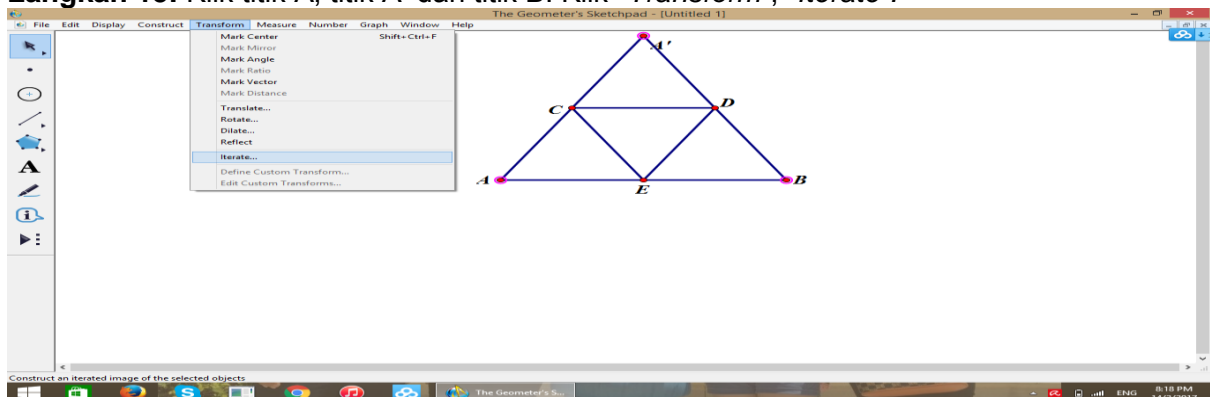 Langkah 10: Klik titik A, titik A' dan titik B. Klik "Transform", "Iterate".
The Geometer's Sketchpad - [Untitled 1]
File Edit Display Construct Transform Measure Number Graph Window Help
Mark Center Shift+Ctrl+F
Mark Mirror
Mark Angle
Mark Ratio
Mark Vector
Mark Distance
Translate...
Rotate...
Dilate...
Reflect
Iterate...
Define Custom Transform...
Edit Custom Transforms...
A'
C D
A B
E
Construct an iterated image of the selected objects
The Geometer's S...
ENG 8:18 PM